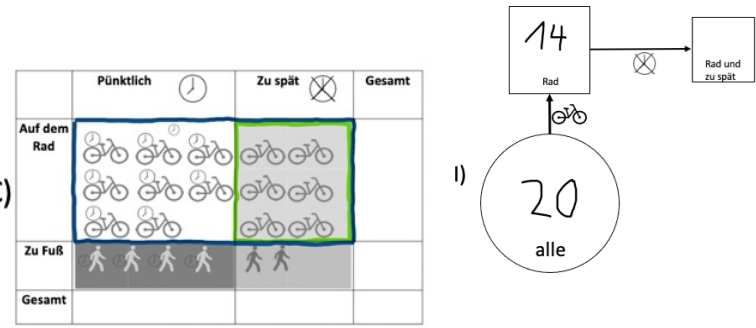 C)
Pünktlich
Zu spät
Gesamt
Auf dem
Rad
Zu Fuß
Gesamt
14
Rad
Rad und
zu spät
I)
20
alle